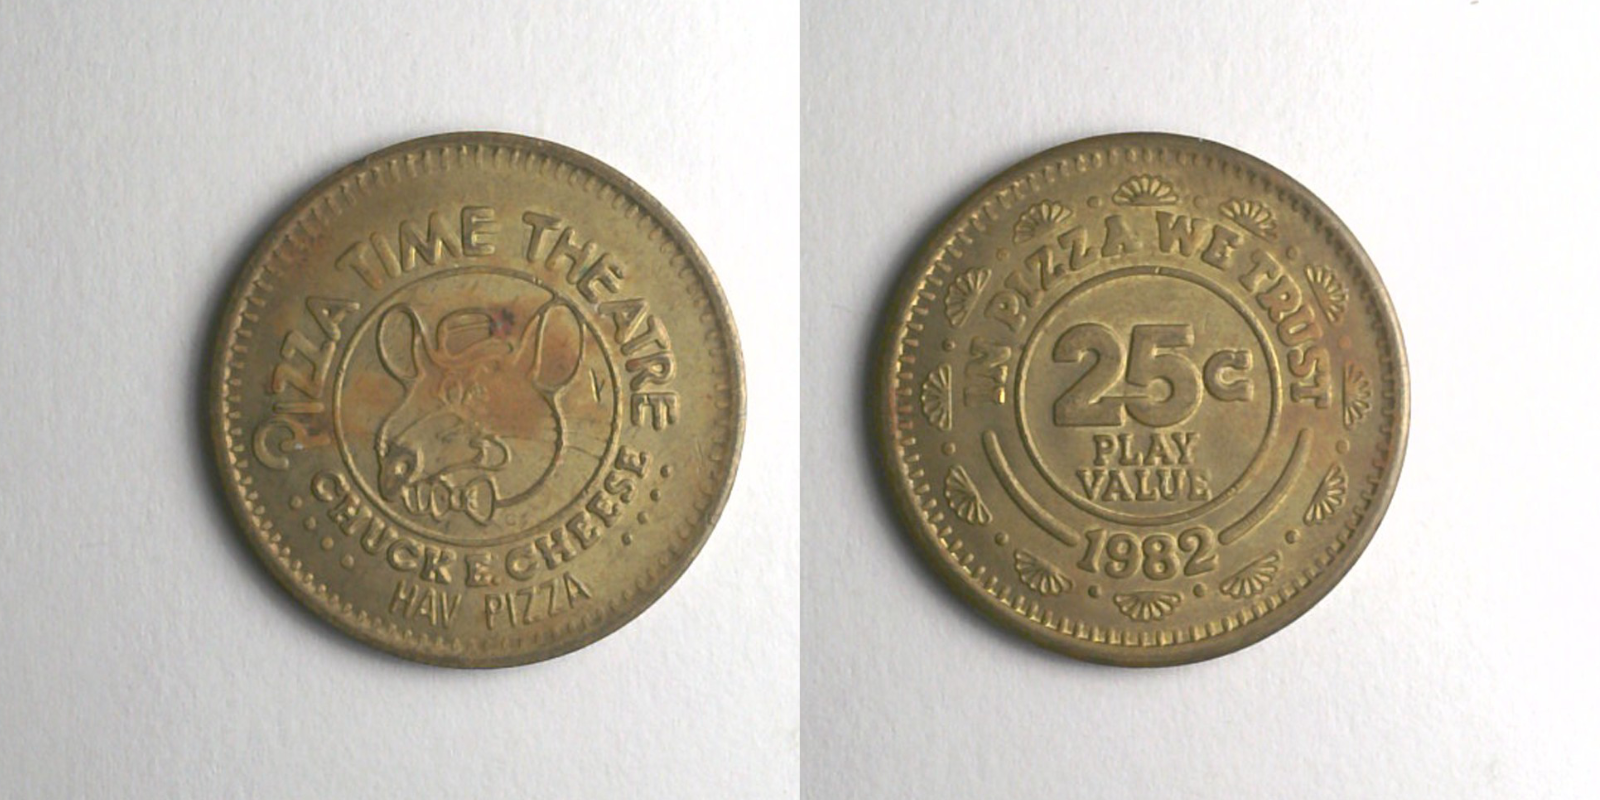 PIZZA TIME THEATRE
CHUCK E. CHEESE
HAV PIZZA
IN PIZZA WE TRUST
25¢
PLAY
VALUE
1982